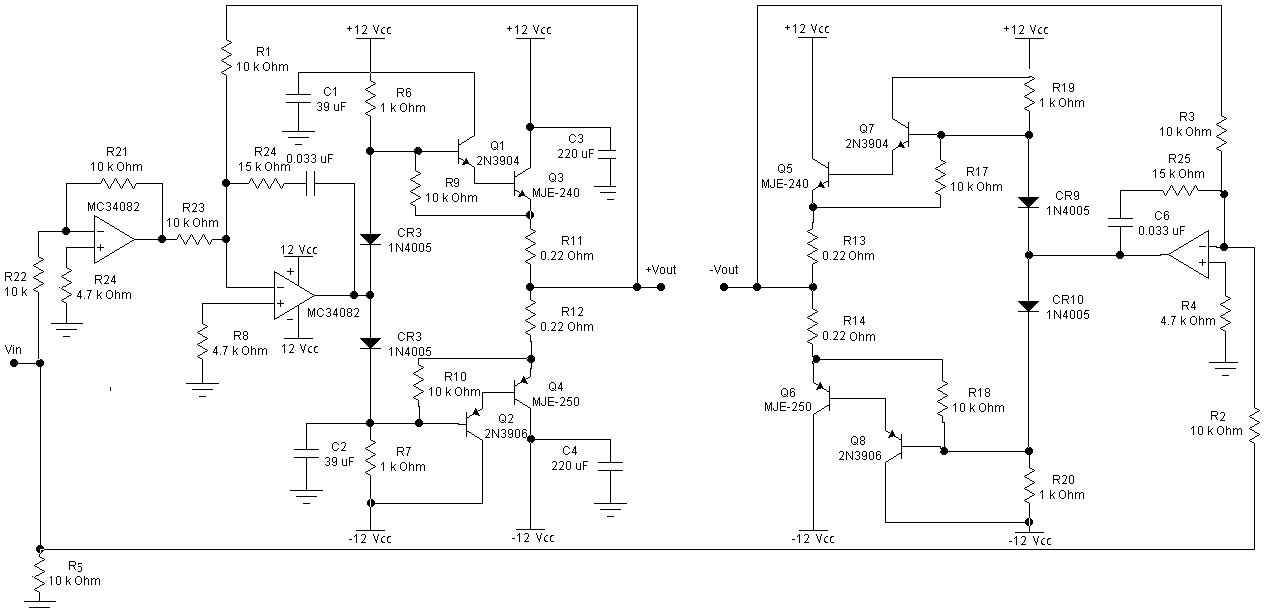 +12 Vcc
+12 Vcc
+12 Vcc
+12 Vcc
R1
10 k Ohm
C1
39 uF
R6
1 k Ohm
Q1
2N3904
C3
220 uF
Q7
2N3904
R19
1 k Ohm
R3
10 k Ohm
R21
10 k Ohm
R24
15 k Ohm
0.033 uF
R9
10 k Ohm
Q3
MJE-240
Q5
MJE-240
R17
10 k Ohm
R25
15 k Ohm
MC34082
R23
10 k Ohm
CR3
1N4005
R11
0.22 Ohm
R13
0.22 Ohm
CR9
1N4005
C6
0.033 uF
R22
10 k
R24
4.7 k Ohm
12 Vcc
MC34082
12 Vcc
+Vout
-Vout
R8
4.7 k Ohm
CR3
1N4005
R12
0.22 Ohm
R14
0.22 Ohm
CR10
1N4005
R4
4.7 k Ohm
Vin
R10
10 k Ohm
Q4
MJE-250
Q2
2N3906
Q6
MJE-250
R18
10 k Ohm
Q8
2N3906
R2
10 k Ohm
C2
39 uF
R7
1 k Ohm
C4
220 uF
R20
1 k Ohm
-12 Vcc
-12 Vcc
-12 Vcc
-12 Vcc
R5
10 k Ohm